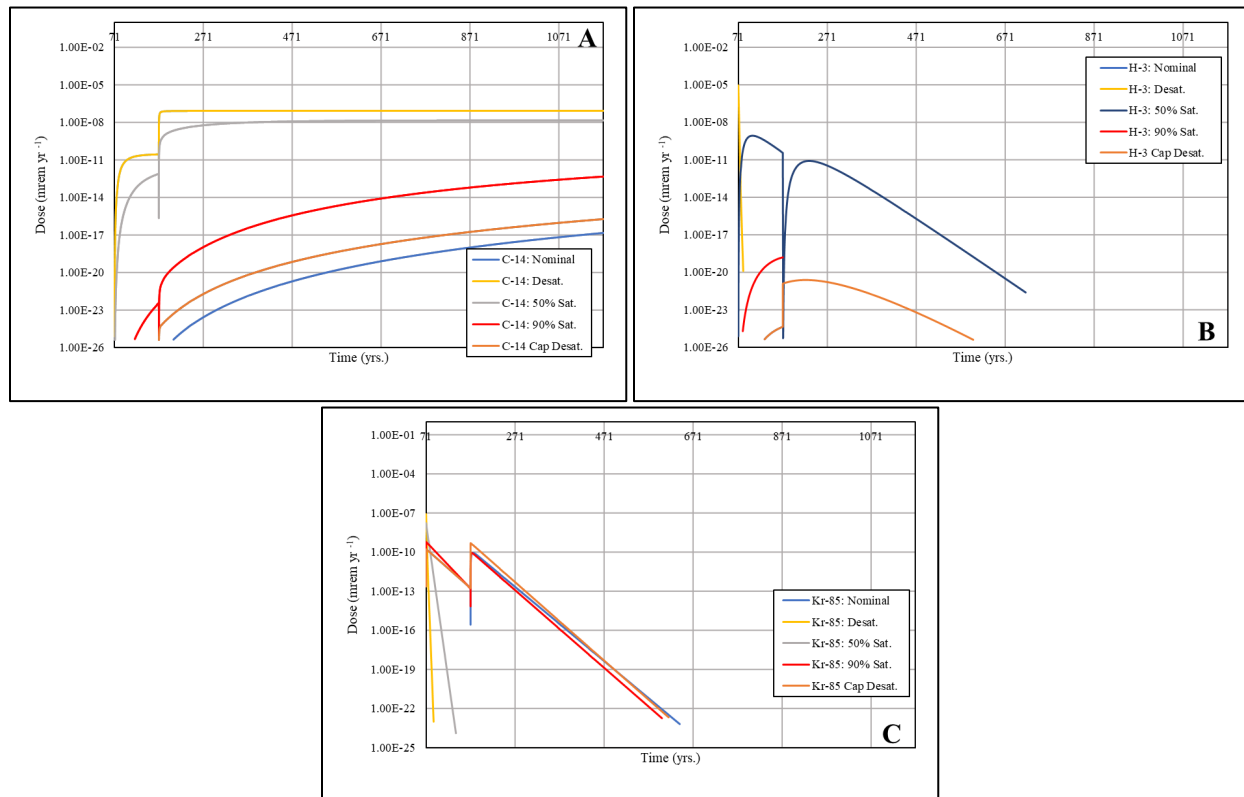 71 271 471 671 871 1071
A
1.00E-02
1.00E-05
1.00E-08
1.00E-11
1.00E-14
1.00E-17
1.00E-20
1.00E-23
1.00E-26
Dose (mrem yr ⁻¹)
Time (yrs.)
C-14: Nominal
C-14: Desat.
C-14: 50% Sat.
C-14: 90% Sat.
C-14 Cap Desat.
71 271 471 671 871 1071
1.00E-02
1.00E-05
1.00E-08
1.00E-11
1.00E-14
1.00E-17
1.00E-20
1.00E-23
1.00E-26
Dose (mrem yr ⁻¹)
Time (yrs.)
H-3: Nominal
H-3: Desat.
H-3: 50% Sat.
H-3: 90% Sat.
H-3 Cap Desat.
B
71 271 471 671 871 1071
1.00E-01
1.00E-04
1.00E-07
1.00E-10
1.00E-13
1.00E-16
1.00E-19
1.00E-22
1.00E-25
Dose (mrem yr ⁻¹)
Time (yrs.)
Kr-85: Nominal
Kr-85: Desat.
Kr-85: 50% Sat.
Kr-85: 90% Sat.
Kr-85 Cap Desat.
C